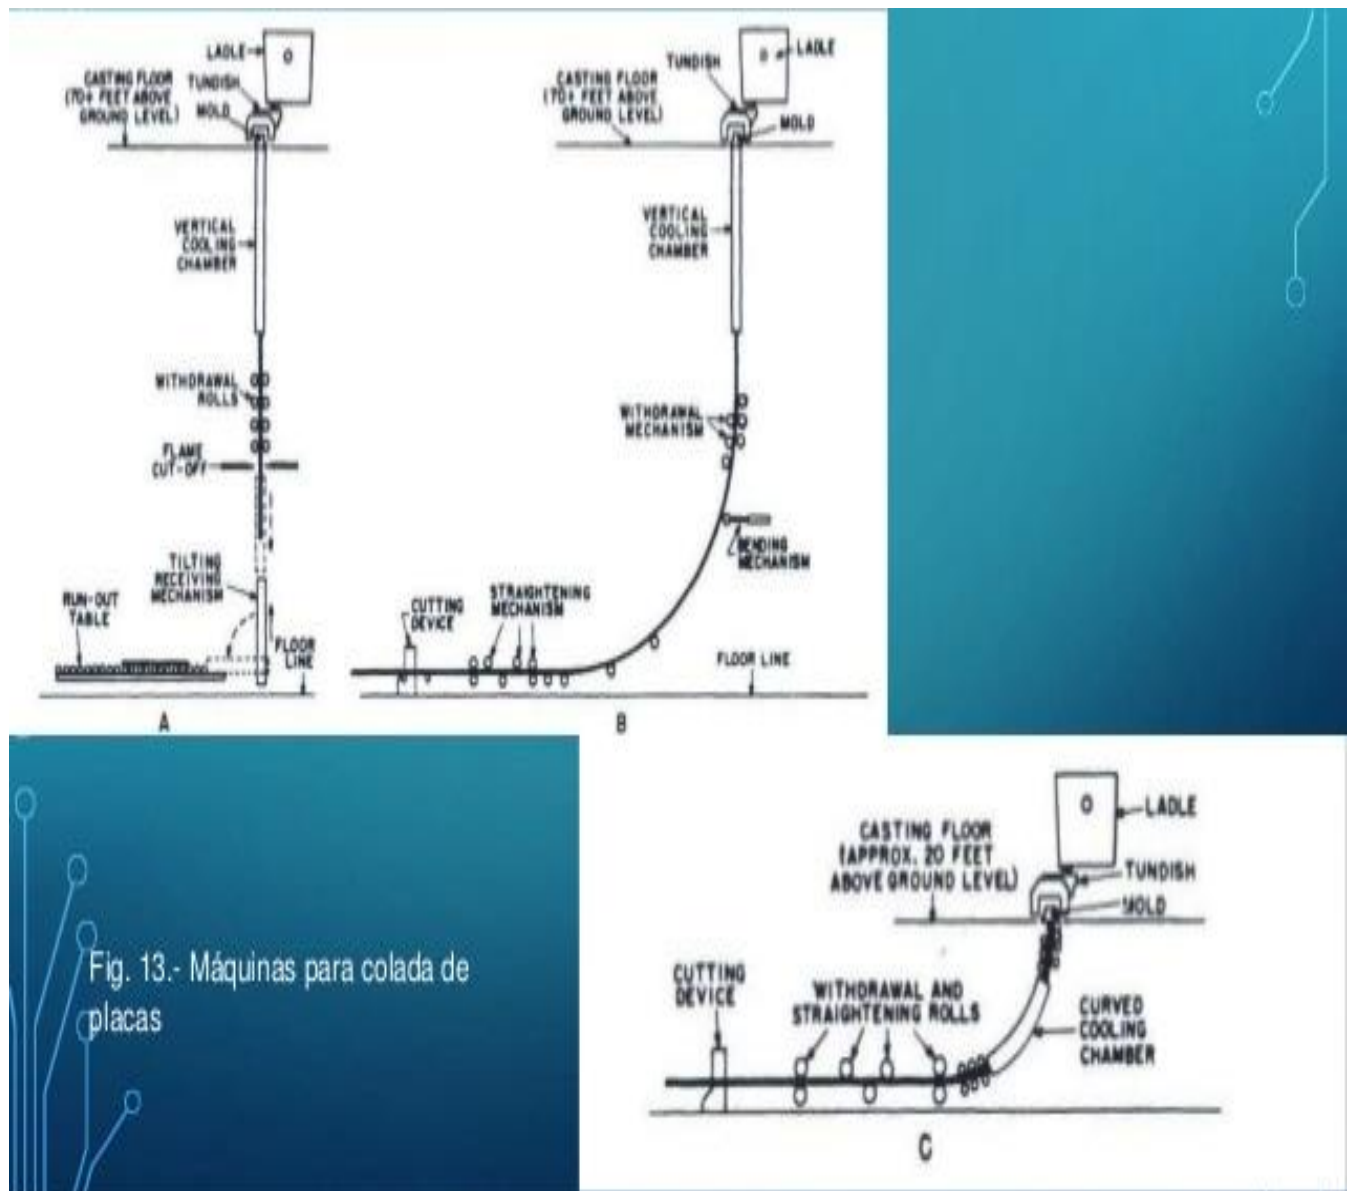 LADLE
CASTING FLOOR
(70+ FEET ABOVE
GROUND LEVEL)
TUNDISH
MOLD
VERTICAL
COOLING
CHAMBER
WITHDRAWAL
ROLLS
FLAME
CUT-OFF
TILTING
RECEIVING
MECHANISM
RUN-OUT
TABLE
FLOOR
LINE
A
LADLE
TUNDISH
CASTING FLOOR
(70+ FEET ABOVE
GROUND LEVEL)
MOLD
VERTICAL
COOLING
CHAMBER
WITHDRAWAL
MECHANISM
BENDING
MECHANISM
STRAIGHTENING
MECHANISM
CUTTING
DEVICE
FLOOR LINE
B
Fig. 13.- Máquinas para colada de
placas
LADLE
CASTING FLOOR
(APPROX. 20 FEET
ABOVE GROUND LEVEL)
TUNDISH
MOLD
CUTTING
DEVICE
WITHDRAWAL AND
STRAIGHTENING ROLLS
CURVED
COOLING
CHAMBER
C